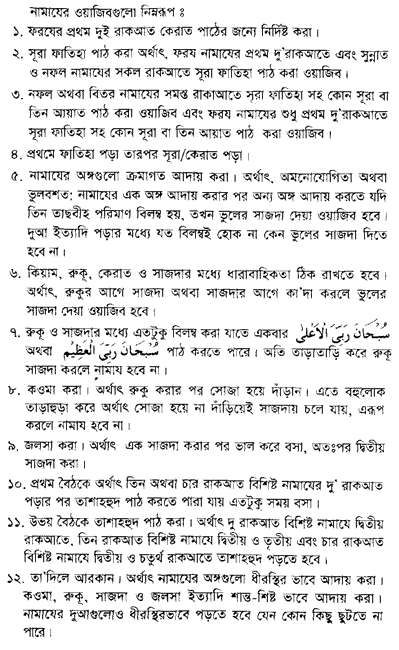 নামাযের ওয়াজিবগুলো নিম্নরূপ ঃ
১. ফরযের প্রথম দুই রাকআত কেরাত পাঠের জন্যে নির্দিষ্ট করা।
২. সূরা ফাতিহা পাঠ করা অর্থাৎ, ফরয নামাযের প্রথম দু'রাকআতে এবং সুন্নাত
ও নফল নামাযের সকল রাকআতে সূরা ফাতিহা পাঠ করা ওয়াজিব।
৩. নফল অথবা বিতর নামাযের সমস্ত রাকাআতে সূরা ফাতিহা সহ কোন সূরা বা
তিন আয়াত পাঠ করা ওয়াজিব এবং ফরয নামাযের শুধু প্রথম দু'রাকআতে
সূরা ফাতিহা সহ কোন সূরা বা তিন আয়াত পাঠ করা ওয়াজিব।
৪. প্রথমে ফাতিহা পড়া তারপর সূরা/কেরাত পড়া।
৫. নামাযের অঙ্গগুলো ক্রমাগত আদায় করা। অর্থাৎ, অমনোযোগিতা অথবা
ভুলবশত: নামাযের এক অঙ্গ আদায় করার পর অন্য অঙ্গ আদায় করতে যদি
তিন তাছবীহ পরিমাণ বিলম্ব হয়, তখন ভুলের সাজদা দেয়া ওয়াজিব হবে।
দুআ ইত্যাদি পড়ার মধ্যে যত বিলম্বই হোক না কেন ভুলের সাজদা দিতে
হবে না।
৬. কিয়াম, রুকূ, কেরাত ও সাজদার মধ্যে ধারাবাহিকতা ঠিক রাখতে হবে।
অর্থাৎ, রুকূর আগে সাজদা অথবা সাজদার আগে কা'দা করলে ভুলের
সাজদা দেয়া ওয়াজিব হবে।
৭. রুকূ ও সাজদার মধ্যে এতটুকু বিলম্ব করা যাতে একবার سُبْحَانَ رَبِّىَ الْاَعْلٰى
অথবা سُبْحَانَ رَبِّىَ الْعَظِيْم পাঠ করতে পারে। অতি তাড়াতাড়ি করে রুকূ
সাজদা করলে নামায হবে না।
৮. কওমা করা। অর্থাৎ রুকূ করার পর সোজা হয়ে দাঁড়ান। এতে বহুলোক
তাড়াহুড়া করে অর্থাৎ সোজা হয়ে না দাঁড়িয়েই সাজদায় চলে যায়, এরূপ
করলে নামায হবে না।
৯. জলসা করা। অর্থাৎ এক সাজদা করার পর ভাল করে বসা, অতঃপর দ্বিতীয়
সাজদা করা।
১০. প্রথম বৈঠকে অর্থাৎ তিন অথবা চার রাকআত বিশিষ্ট নামাযের দু' রাকআত
পড়ার পর তাশাহহুদ পাঠ করতে পারা যায় এতটুকু সময় বসা।
১১. উভয় বৈঠকে তাশাহহুদ পাঠ করা। অর্থাৎ দু রাকআত বিশিষ্ট নামাযে দ্বিতীয়
রাকআতে, তিন রাকআত বিশিষ্ট নামাযে দ্বিতীয় ও তৃতীয় এবং চার রাকআত
বিশিষ্ট নামাযে দ্বিতীয় ও চতুর্থ রাকআতে তাশাহহুদ পড়তে হবে।
১২. তা'দিলে আরকান। অর্থাৎ নামাযের অঙ্গগুলো ধীরস্থির ভাবে আদায় করা।
কওমা, রুকূ, সাজদা ও জলসা ইত্যাদি শান্ত-শিষ্ট ভাবে আদায় করা।
নামাযের দুআগুলোও ধীরস্থিরভাবে পড়তে হবে যেন কোন কিছু ছুটতে না
পারে।